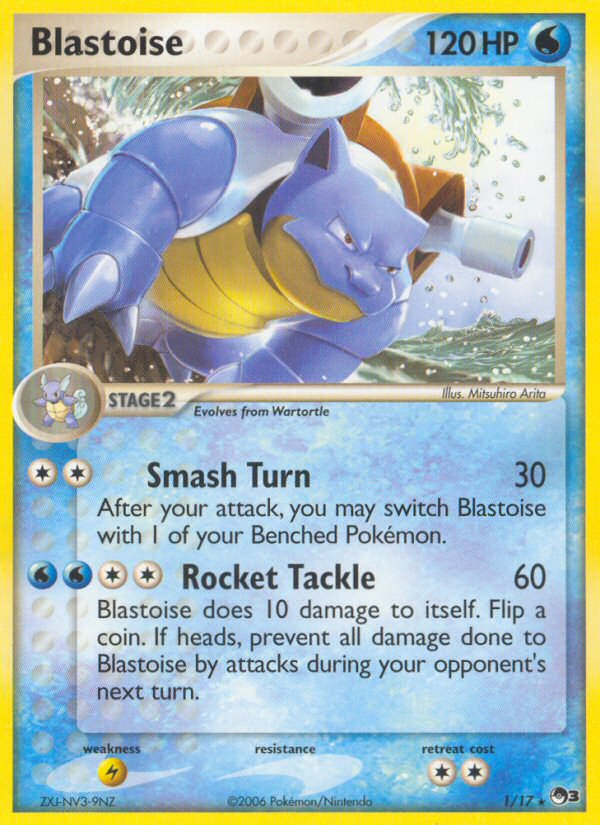 Blastoise 120 HP
Illus. Mitsuhiro Arita
STAGE2
Evolves from Wartortle
Smash Turn 30
After your attack, you may switch Blastoise
with 1 of your Benched Pokémon.
Rocket Tackle 60
Blastoise does 10 damage to itself. Flip a
coin. If heads, prevent all damage done to
Blastoise by attacks during your opponent's
next turn.
weakness resistance retreat cost
ZXJ-NV3-9NZ ©2006 Pokémon/Nintendo 1/17 ★ 3